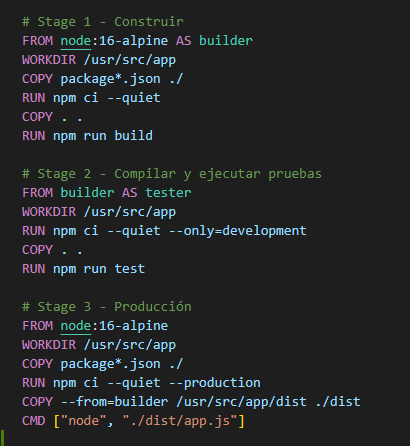 # Stage 1 - Construir
FROM node:16-alpine AS builder
WORKDIR /usr/src/app
COPY package*.json ./
RUN npm ci --quiet
COPY . .
RUN npm run build
# Stage 2 - Compilar y ejecutar pruebas
FROM builder AS tester
WORKDIR /usr/src/app
RUN npm ci --quiet --only=development
COPY . .
RUN npm run test
# Stage 3 - Producción
FROM node:16-alpine
WORKDIR /usr/src/app
COPY package*.json ./
RUN npm ci --quiet --production
COPY --from=builder /usr/src/app/dist ./dist
CMD ["node", "./dist/app.js"]